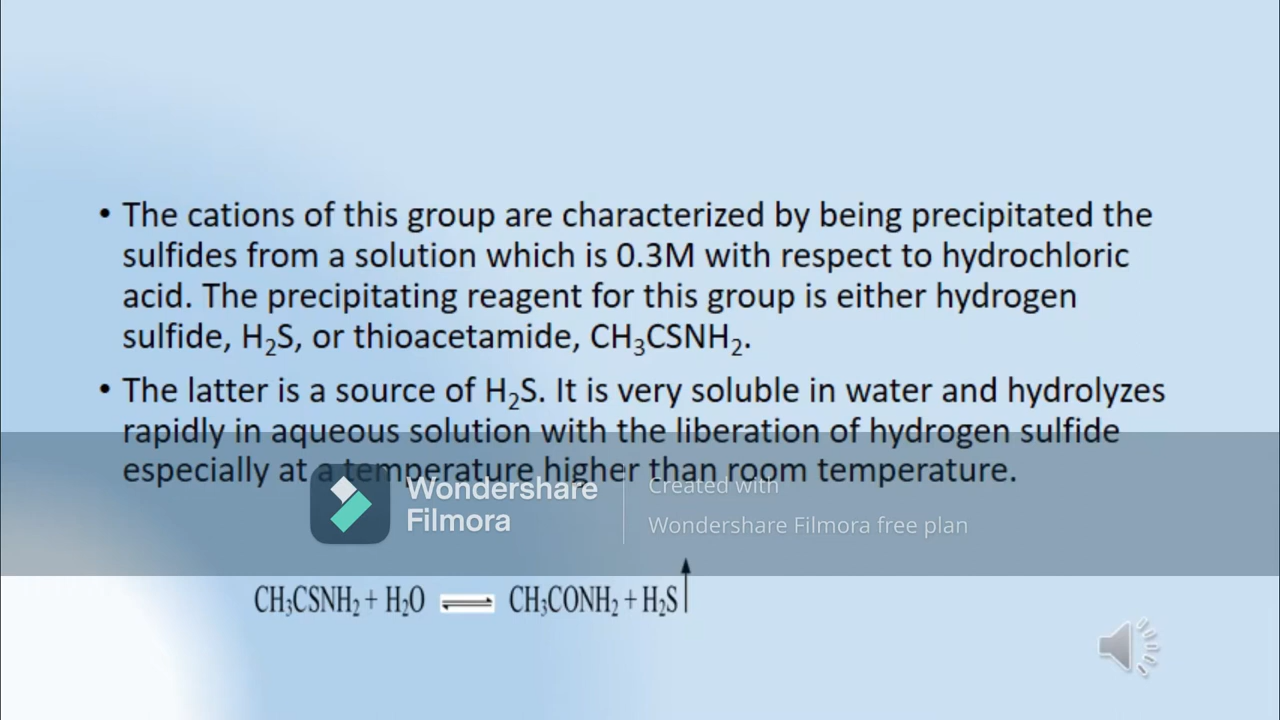 • The cations of this group are characterized by being precipitated the
sulfides from a solution which is 0.3M with respect to hydrochloric
acid. The precipitating reagent for this group is either hydrogen
sulfide, H₂S, or thioacetamide, CH₃CSNH₂.
• The latter is a source of H₂S. It is very soluble in water and hydrolyzes
rapidly in aqueous solution with the liberation of hydrogen sulfide
especially at a temperature higher than room temperature.
Wondershare
Filmora
Created with
Wondershare Filmora free plan
CH₃CSNH₂ + H₂O ⇌ CH₃CONH₂ + H₂S ↑